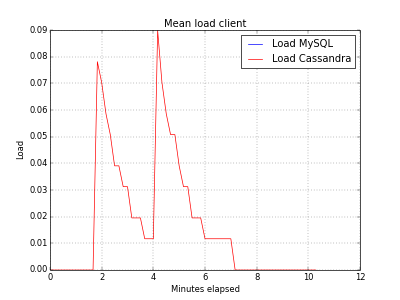 Mean load client
Load MySQL
Load Cassandra
0.09
0.08
0.07
0.06
0.05
0.04
0.03
0.02
0.01
0.00
Load
0 2 4 6 8 10 12
Minutes elapsed